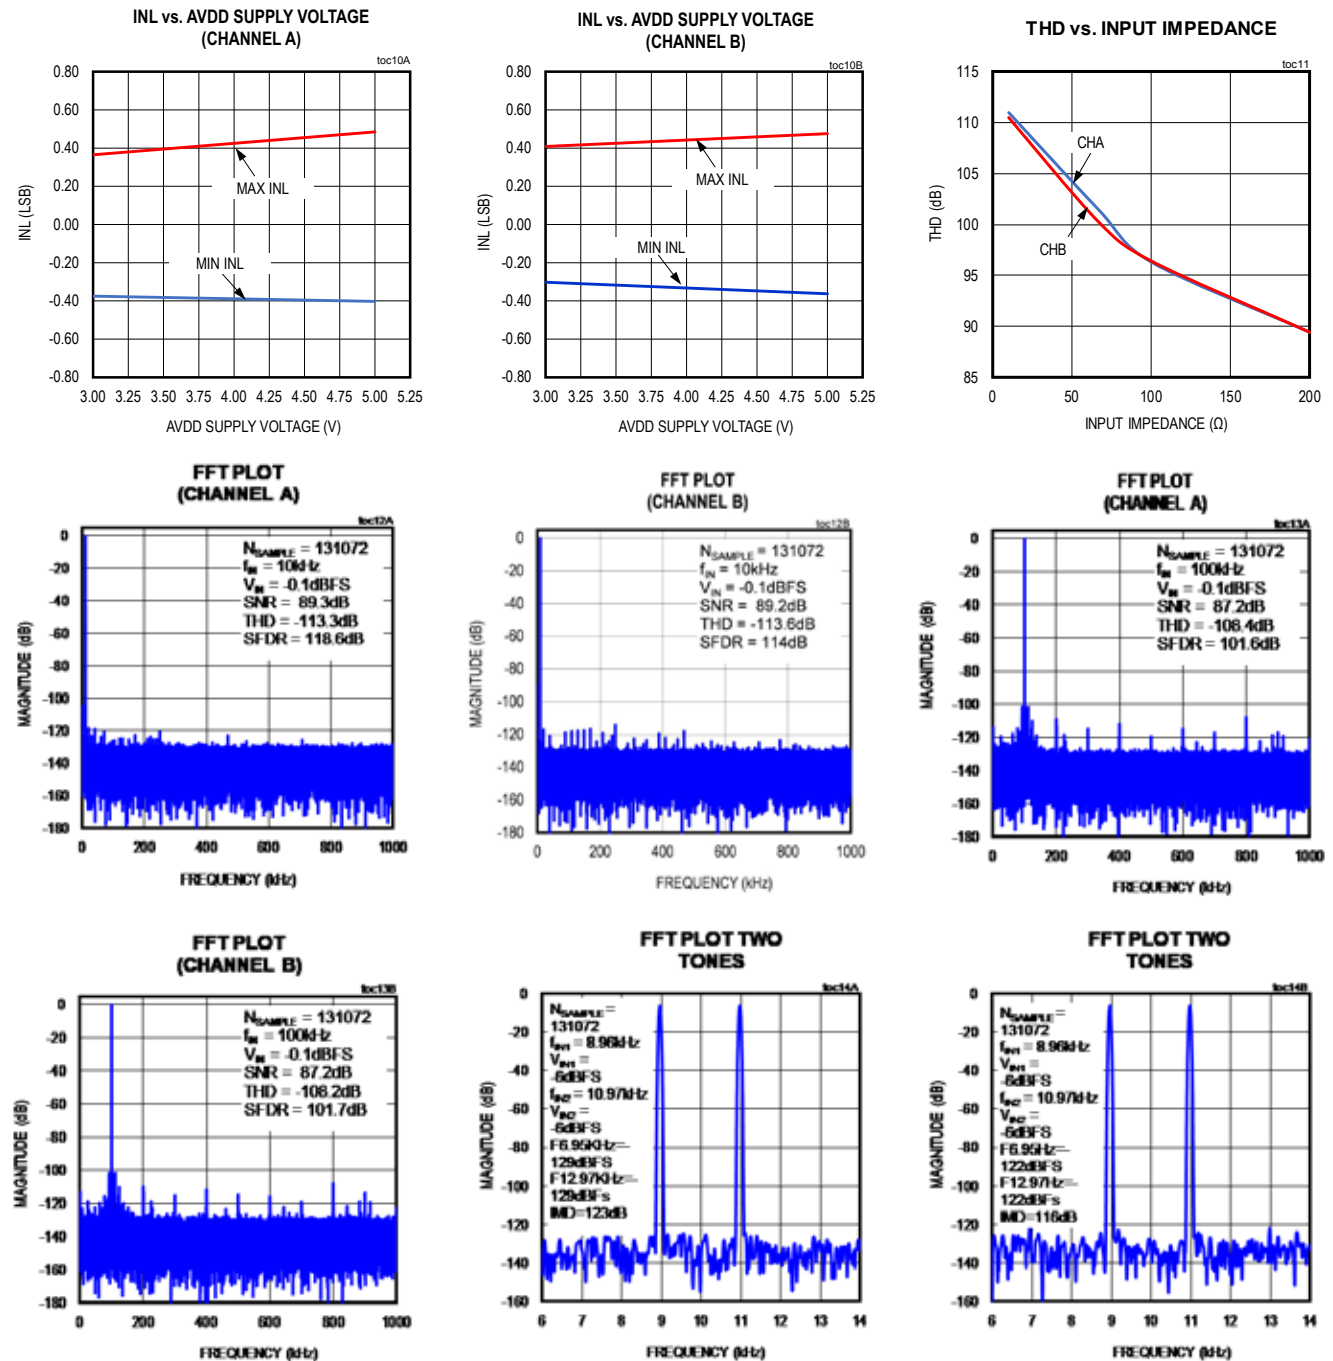 INL vs. AVDD SUPPLY VOLTAGE
(CHANNEL A)
toc10A
0.80
0.60
0.40
0.20
0.00
-0.20
-0.40
-0.60
-0.80
INL (LSB)
MAX INL
MIN INL
3.00 3.25 3.50 3.75 4.00 4.25 4.50 4.75 5.00 5.25
AVDD SUPPLY VOLTAGE (V)
INL vs. AVDD SUPPLY VOLTAGE
(CHANNEL B)
toc10B
0.80
0.60
0.40
0.20
0.00
-0.20
-0.40
-0.60
-0.80
INL (LSB)
MAX INL
MIN INL
3.00 3.25 3.50 3.75 4.00 4.25 4.50 4.75 5.00 5.25
AVDD SUPPLY VOLTAGE (V)
THD vs. INPUT IMPEDANCE
toc11
115
110
105
100
95
90
85
THD (dB)
CHA
CHB
0 50 100 150 200
INPUT IMPEDANCE (Ω)
FFT PLOT
(CHANNEL A)
toc12A
0
-20
-40
-60
-80
-100
-120
-140
-160
-180
MAGNITUDE (dB)
NSAMPLE = 131072
fIN = 10kHz
VIN = -0.1dBFS
SNR = 89.3dB
THD = -113.3dB
SFDR = 118.6dB
0 200 400 600 800 1000
FREQUENCY (kHz)
FFT PLOT
(CHANNEL B)
toc12B
0
-20
-40
-60
-80
-100
-120
-140
-160
-180
MAGNITUDE (dB)
NSAMPLE = 131072
fIN = 10kHz
VIN = -0.1dBFS
SNR = 89.2dB
THD = -113.6dB
SFDR = 114dB
0 200 400 600 800 1000
FREQUENCY (kHz)
FFT PLOT
(CHANNEL A)
toc13A
0
-20
-40
-60
-80
-100
-120
-140
-160
-180
MAGNITUDE (dB)
NSAMPLE = 131072
fIN = 100kHz
VIN = -0.1dBFS
SNR = 87.2dB
THD = -108.4dB
SFDR = 101.6dB
0 200 400 600 800 1000
FREQUENCY (kHz)
FFT PLOT
(CHANNEL B)
toc13B
0
-20
-40
-60
-80
-100
-120
-140
-160
-180
MAGNITUDE (dB)
NSAMPLE = 131072
fIN = 100kHz
VIN = -0.1dBFS
SNR = 87.2dB
THD = -108.2dB
SFDR = 101.7dB
0 200 400 600 800 1000
FREQUENCY (kHz)
FFT PLOT TWO
TONES
toc14A
0
-20
-40
-60
-80
-100
-120
-140
-160
MAGNITUDE (dB)
NSAMPLE =
131072
fIN1 = 8.96kHz
VIN1 =
-6dBFS
fIN2 = 10.97kHz
VIN2 =
-6dBFS
F6.95KHz=-
129dBFS
F12.97KHz=-
129dBFs
IMD=123dB
6 7 8 9 10 11 12 13 14
FREQUENCY (kHz)
FFT PLOT TWO
TONES
toc14B
0
-20
-40
-60
-80
-100
-120
-140
-160
MAGNITUDE (dB)
NSAMPLE =
131072
fIN1 = 8.96kHz
VIN1 =
-6dBFS
fIN2 = 10.97kHz
VIN2 =
-6dBFS
F6.95Hz=-
122dBFS
F12.97Hz=-
122dBFs
IMD=116dB
6 7 8 9 10 11 12 13 14
FREQUENCY (kHz)